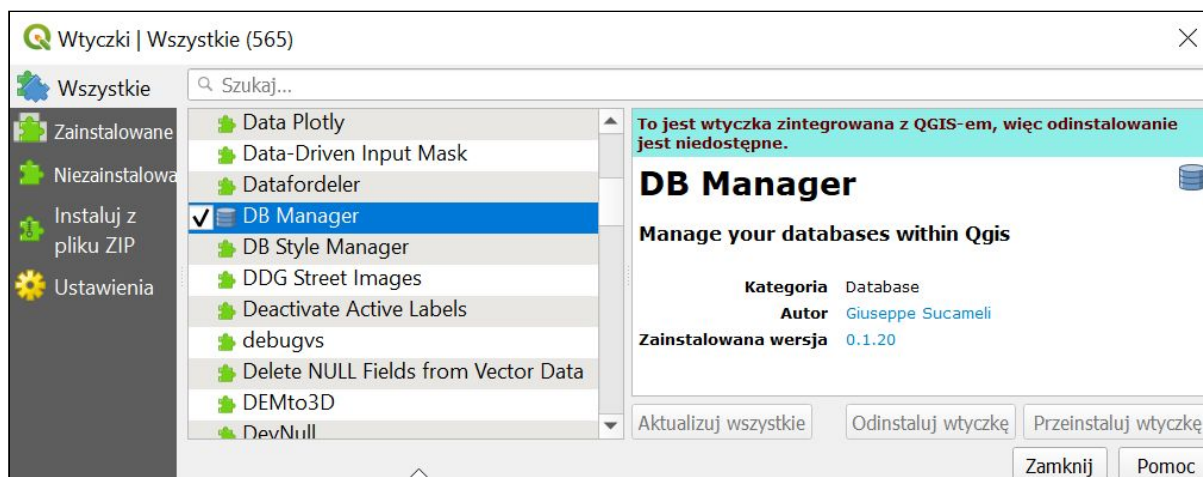 Wtyczki | Wszystkie (565)
Wszystkie
Szukaj...
Zainstalowane
Niezainstalowa
Instaluj z
pliku ZIP
Ustawienia
Data Plotly
Data-Driven Input Mask
Datafordeler
DB Manager
DB Style Manager
DDG Street Images
Deactivate Active Labels
debugvs
Delete NULL Fields from Vector Data
DEMto3D
DevNull
To jest wtyczka zintegrowana z QGIS-em, więc odinstalowanie
jest niedostępne.
DB Manager
Manage your databases within Qgis
Kategoria Database
Autor Giuseppe Sucameli
Zainstalowana wersja 0.1.20
Aktualizuj wszystkie Odinstaluj wtyczkę Przeinstaluj wtyczkę
Zamknij Pomoc